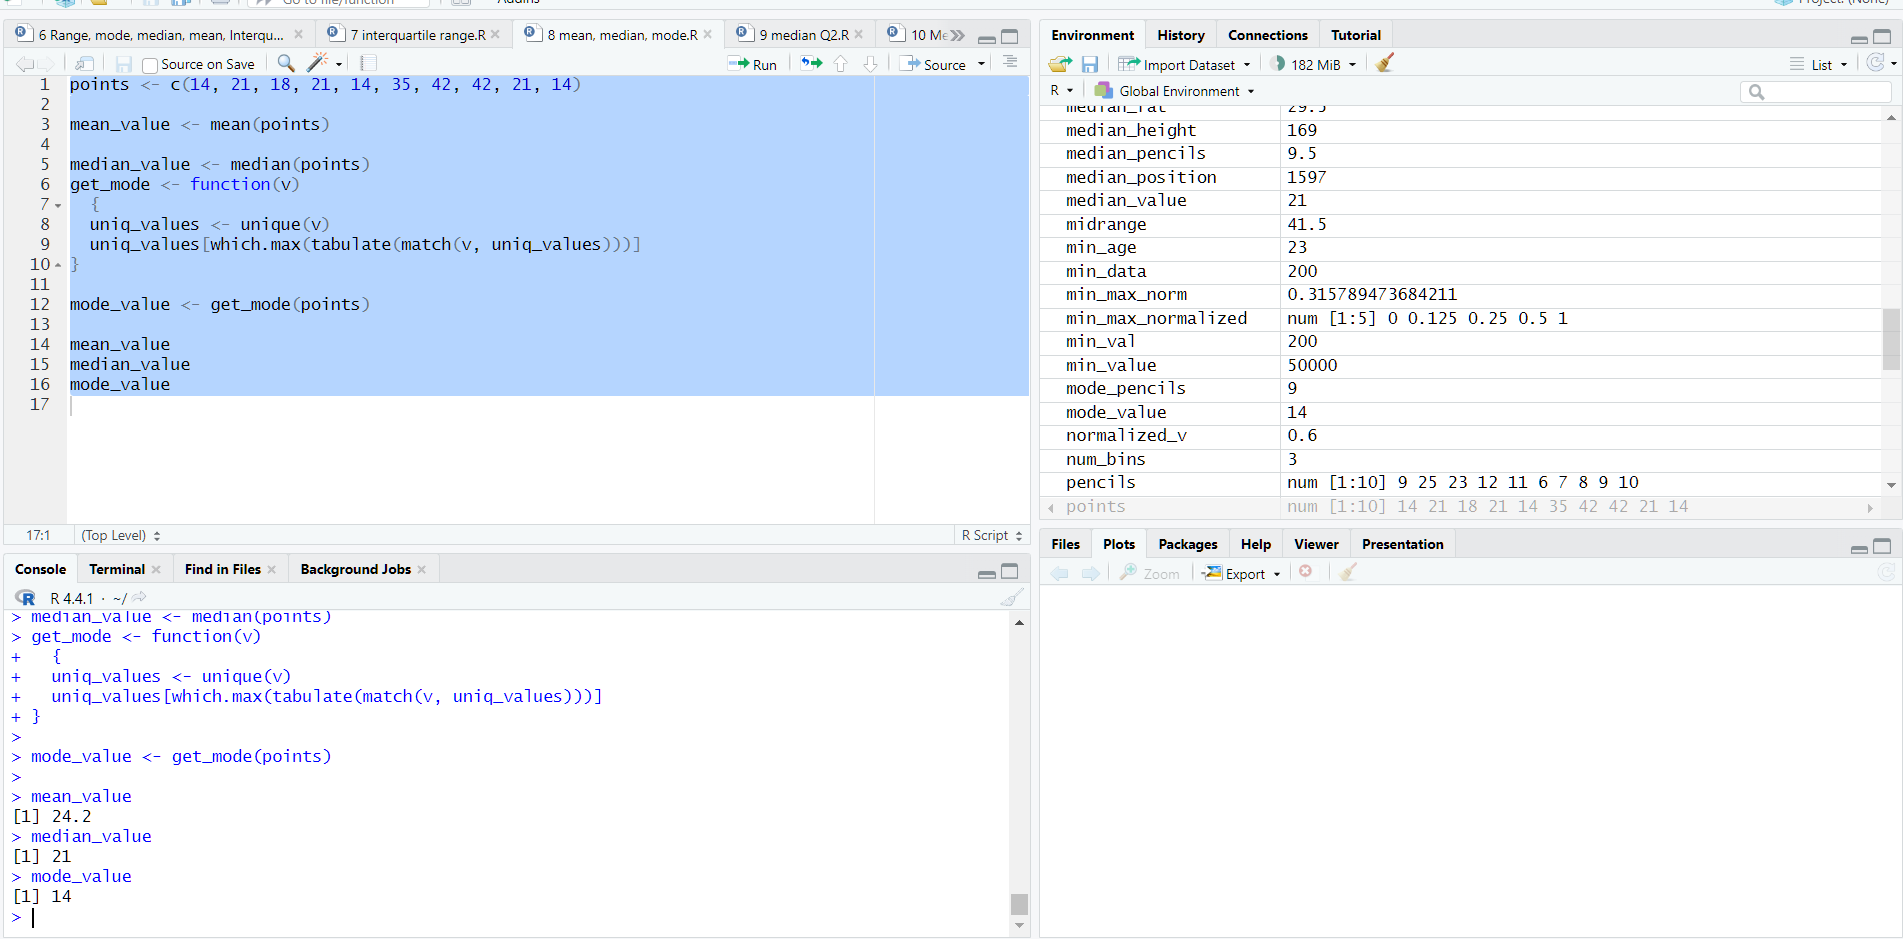 Go to file/function
Addins
Project: (None)
6 Range, mode, median, mean, Interqu...
7 interquartile range.R
8 mean, median, mode.R
9 median Q2.R
10 Me
Source on Save
Run
Source
1 points <- c(14, 21, 18, 21, 14, 35, 42, 42, 21, 14)
2
3 mean_value <- mean(points)
4
5 median_value <- median(points)
6 get_mode <- function(v)
7 {
8 uniq_values <- unique(v)
9 uniq_values[which.max(tabulate(match(v, uniq_values)))]
10 }
11
12 mode_value <- get_mode(points)
13
14 mean_value
15 median_value
16 mode_value
17
17:1 (Top Level) R Script
Console Terminal Find in Files Background Jobs
R 4.4.1 · ~/
> median_value <- median(points)
> get_mode <- function(v)
+ {
+ uniq_values <- unique(v)
+ uniq_values[which.max(tabulate(match(v, uniq_values)))]
+ }
>
> mode_value <- get_mode(points)
>
> mean_value
[1] 24.2
> median_value
[1] 21
> mode_value
[1] 14
>
Environment History Connections Tutorial
Import Dataset 182 MiB List
R Global Environment
median_fat 29.5
median_height 169
median_pencils 9.5
median_position 1597
median_value 21
midrange 41.5
min_age 23
min_data 200
min_max_norm 0.315789473684211
min_max_normalized num [1:5] 0 0.125 0.25 0.5 1
min_val 200
min_value 50000
mode_pencils 9
mode_value 14
normalized_v 0.6
num_bins 3
pencils num [1:10] 9 25 23 12 11 6 7 8 9 10
points num [1:10] 14 21 18 21 14 35 42 42 21 14
Files Plots Packages Help Viewer Presentation
Zoom Export